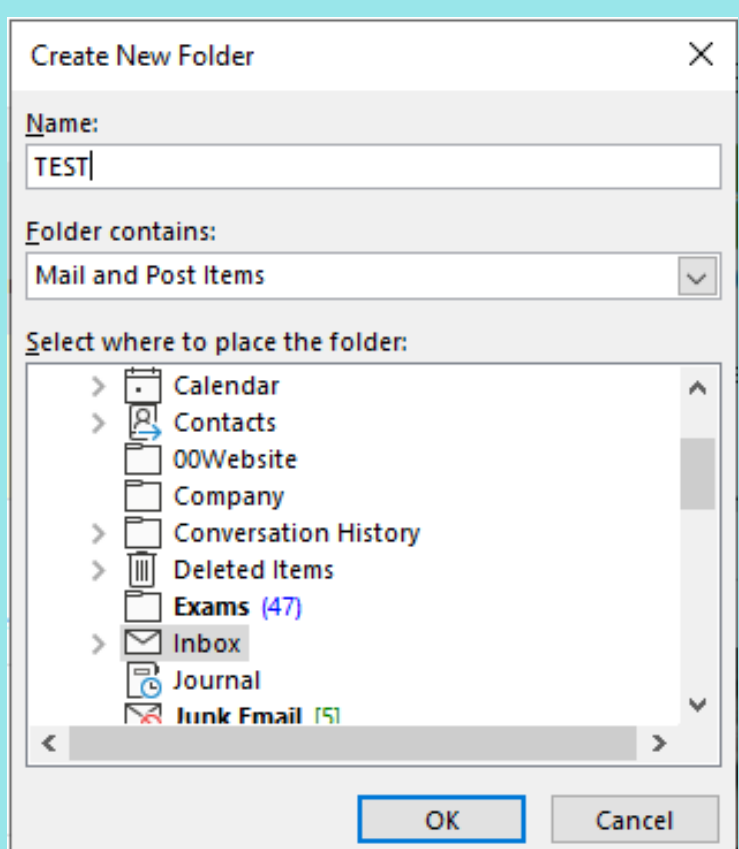 Create New Folder
Name:
TEST
Folder contains:
Mail and Post Items
Select where to place the folder:
Calendar
Contacts
00Website
Company
Conversation History
Deleted Items
Exams (47)
Inbox
Journal
Junk Email [5]
OK
Cancel